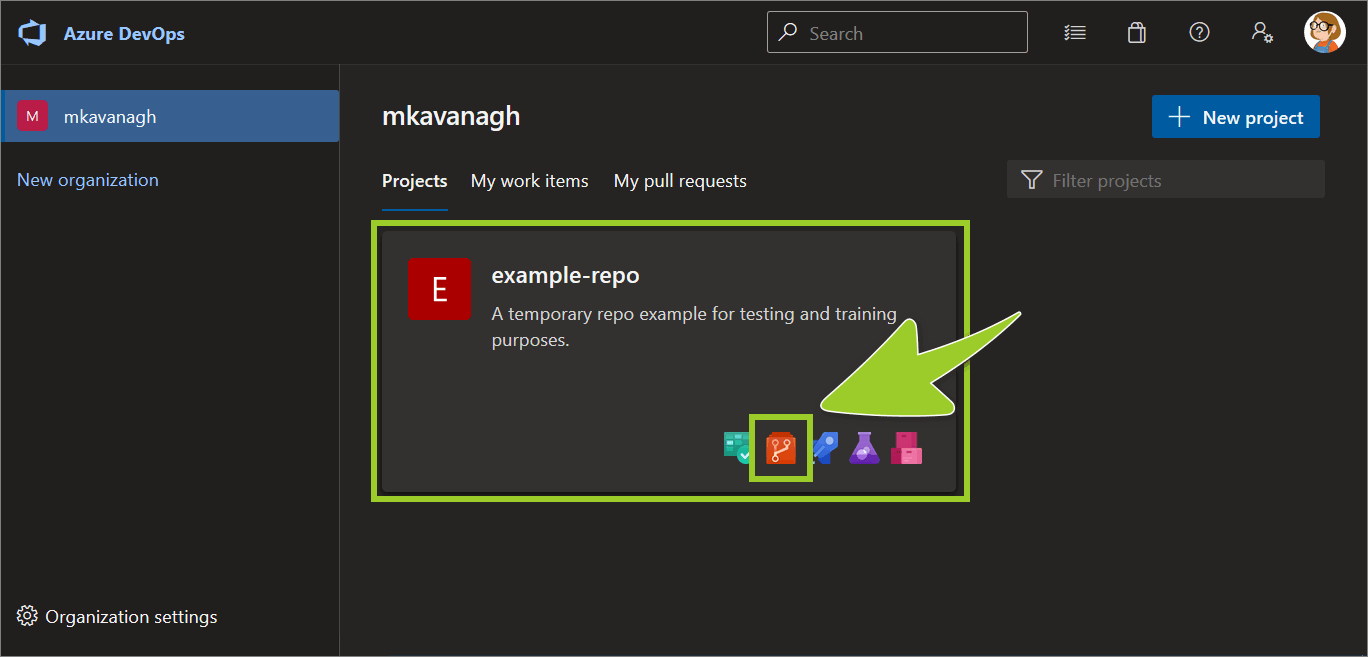 Azure DevOps
Search
M
mkavanagh
New organization
mkavanagh
New project
Projects
My work items
My pull requests
Filter projects
E
example-repo
A temporary repo example for testing and training
purposes.
Organization settings